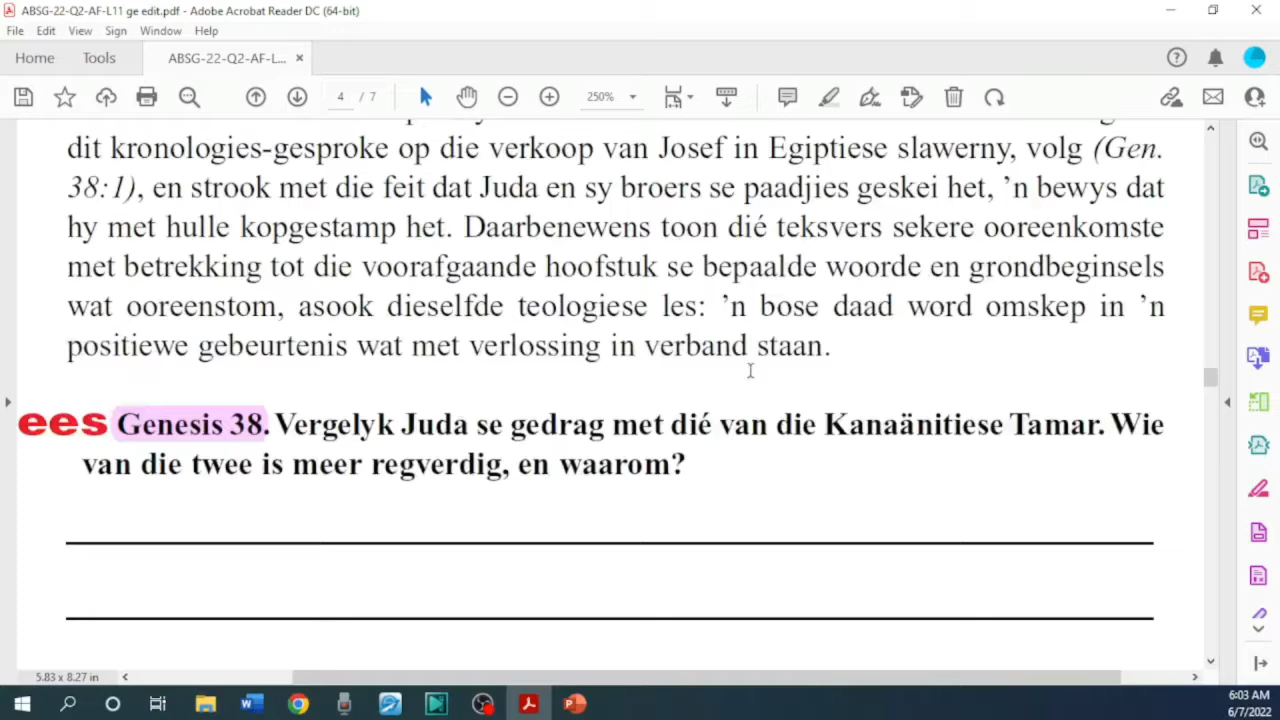 ABSG-22-Q2-AF-L11 ge edit.pdf - Adobe Acrobat Reader DC (64-bit)
File Edit View Sign Window Help
Home Tools ABSG-22-Q2-AF-L...
4 / 7 250%
dit kronologies-gesproke op die verkoop van Josef in Egiptiese slawerny, volg (Gen.
38:1), en strook met die feit dat Juda en sy broers se paadjies geskei het, ’n bewys dat
hy met hulle kopgestamp het. Daarbenewens toon dié teksvers sekere ooreenkomste
met betrekking tot die voorafgaande hoofstuk se bepaalde woorde en grondbeginsels
wat ooreenstom, asook dieselfde teologiese les: ’n bose daad word omskep in ’n
positiewe gebeurtenis wat met verlossing in verband staan.
ees Genesis 38. Vergelyk Juda se gedrag met dié van die Kanaänitiese Tamar. Wie
van die twee is meer regverdig, en waarom?
5.83 x 8.27 in
6:03 AM
6/7/2022